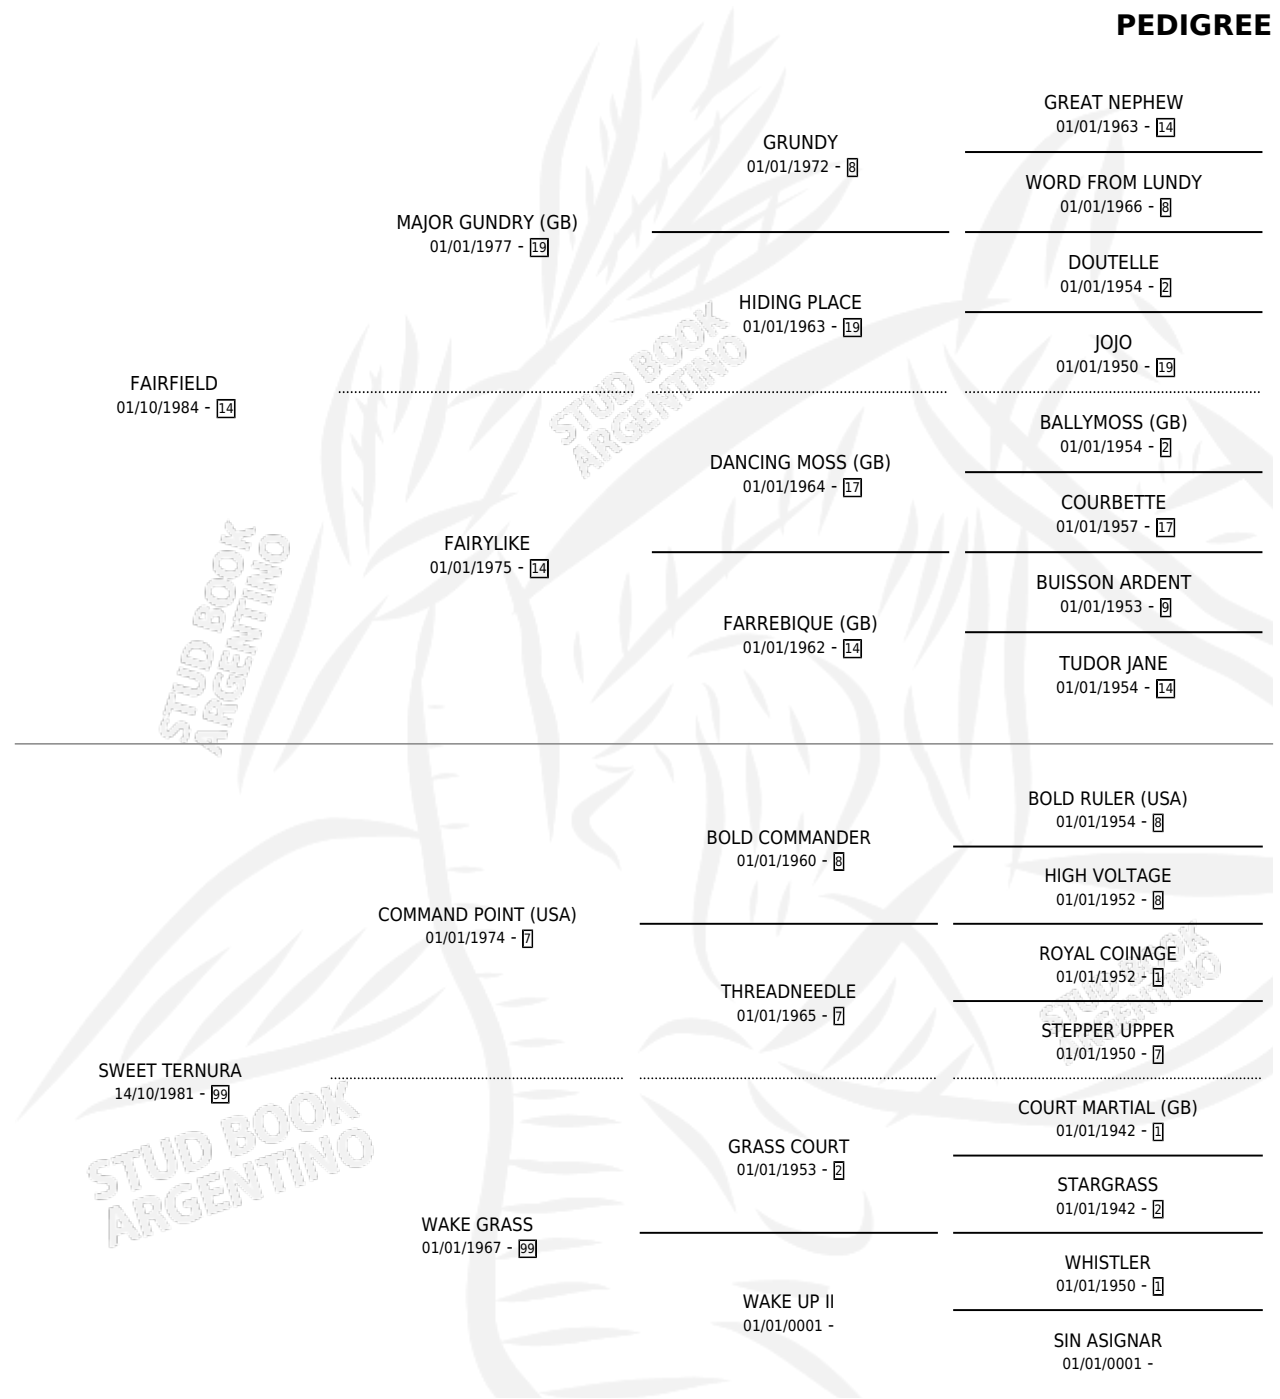 PEDIGREE
GREAT NEPHEW
01/01/1963 - 14
GRUNDY
01/01/1972 - 8
WORD FROM LUNDY
01/01/1966 - 8
MAJOR GUNDRY (GB)
01/01/1977 - 19
DOUTELLE
01/01/1954 - 2
HIDING PLACE
01/01/1963 - 19
JOJO
01/01/1950 - 19
FAIRFIELD
01/10/1984 - 14
BALLYMOSS (GB)
01/01/1954 - 2
DANCING MOSS (GB)
01/01/1964 - 17
COURBETTE
01/01/1957 - 17
FAIRYLIKE
01/01/1975 - 14
BUISSON ARDENT
01/01/1953 - 9
FARREBIQUE (GB)
01/01/1962 - 14
TUDOR JANE
01/01/1954 - 14
BOLD RULER (USA)
01/01/1954 - 8
BOLD COMMANDER
01/01/1960 - 8
HIGH VOLTAGE
01/01/1952 - 8
COMMAND POINT (USA)
01/01/1974 - 7
ROYAL COINAGE
01/01/1952 - 1
THREADNEEDLE
01/01/1965 - 7
STEPPER UPPER
01/01/1950 - 7
SWEET TERNURA
14/10/1981 - 99
COURT MARTIAL (GB)
01/01/1942 - 1
GRASS COURT
01/01/1953 - 2
STARGRASS
01/01/1942 - 2
WAKE GRASS
01/01/1967 - 99
WHISTLER
01/01/1950 - 1
WAKE UP II
01/01/0001 -
SIN ASIGNAR
01/01/0001 -
STUD BOOK
ARGENTINO
STUD BOOK
ARGENTINO
STUD BOOK
ARGENTINO
STUD BOOK
ARGENTINO